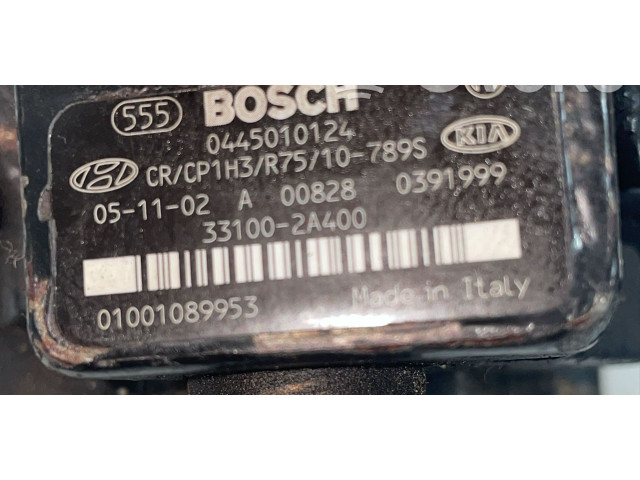 555 BOSCH
0445010124
CR/CP1H3/R75/10-789S KIA
05-11-02 A 00828 0391999
33100-2A400
01001089953 Made in Italy